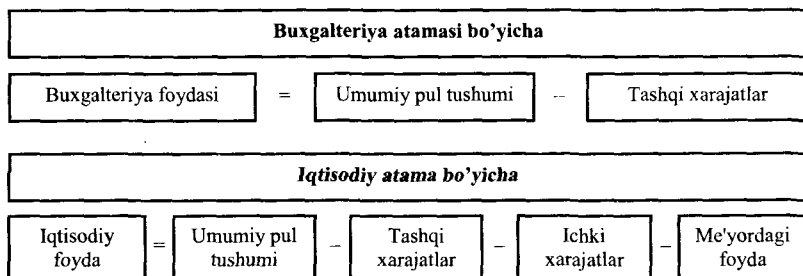 Buxgalteriya atamasi bo'yicha
Buxgalteriya foydasi = Umumiy pul tushumi – Tashqi xarajatlar
Iqtisodiy atama bo'yicha
Iqtisodiy foyda = Umumiy pul tushumi – Tashqi xarajatlar – Ichki xarajatlar – Me'yordagi foyda